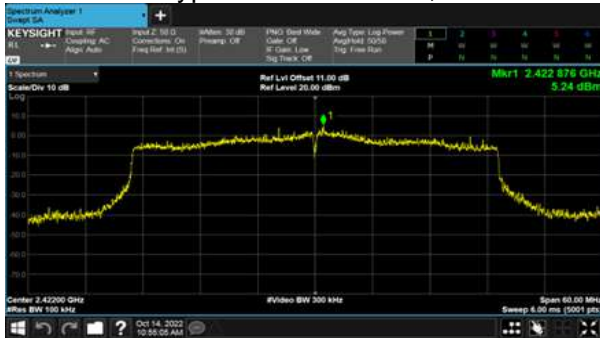 Spectrum Analyzer 1
Swept SA
KEYSIGHT
Input: RF
Coupling: AC
Align: Auto
Input Z: 50 Ω
Corrections: On
Freq Ref: Int (S)
#Atten: 30 dB
Preamp: Off
PNO: Best Wide
Gate: Off
IF Gain: Low
Sig Track: Off
Avg Type: Log-Power
Avg|Hold: 50/50
Trig: Free Run
1 2 3 4 5 6
M W W W W W
P N N N N N
1 Spectrum
Scale/Div 10 dB
Ref Lvl Offset 11.00 dB
Ref Level 20.00 dBm
Mkr1 2.422 876 GHz
5.24 dBm
Log
10.0
0.00
-10.0
-20.0
-30.0
-40.0
-50.0
-60.0
-70.0
1
Center 2.42200 GHz
#Res BW 100 kHz
#Video BW 300 kHz
Span 60.00 MHz
Sweep 6.00 ms (5001 pts)
Oct 14, 2022
10:55:05 AM